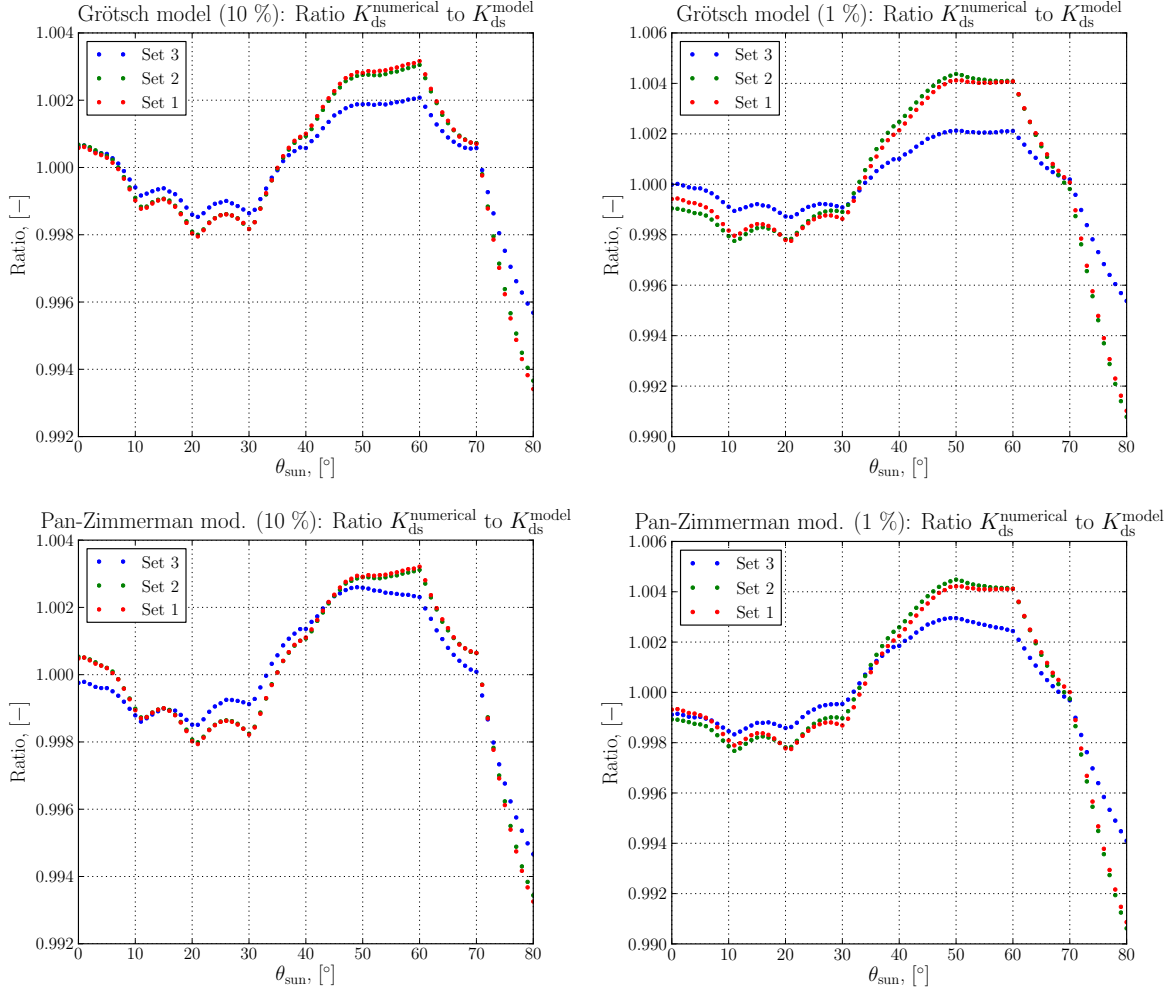 Grötsch model (10 %): Ratio K_ds^numerical to K_ds^model
1.004
1.002
1.000
0.998
0.996
0.994
0.992
Ratio, [−]
Set 3
Set 2
Set 1
0 10 20 30 40 50 60 70 80
θ_sun, [°]
Grötsch model (1 %): Ratio K_ds^numerical to K_ds^model
1.006
1.004
1.002
1.000
0.998
0.996
0.994
0.992
0.990
Ratio, [−]
Set 3
Set 2
Set 1
0 10 20 30 40 50 60 70 80
θ_sun, [°]
Pan-Zimmerman mod. (10 %): Ratio K_ds^numerical to K_ds^model
1.004
1.002
1.000
0.998
0.996
0.994
0.992
Ratio, [−]
Set 3
Set 2
Set 1
0 10 20 30 40 50 60 70 80
θ_sun, [°]
Pan-Zimmerman mod. (1 %): Ratio K_ds^numerical to K_ds^model
1.006
1.004
1.002
1.000
0.998
0.996
0.994
0.992
0.990
Ratio, [−]
Set 3
Set 2
Set 1
0 10 20 30 40 50 60 70 80
θ_sun, [°]